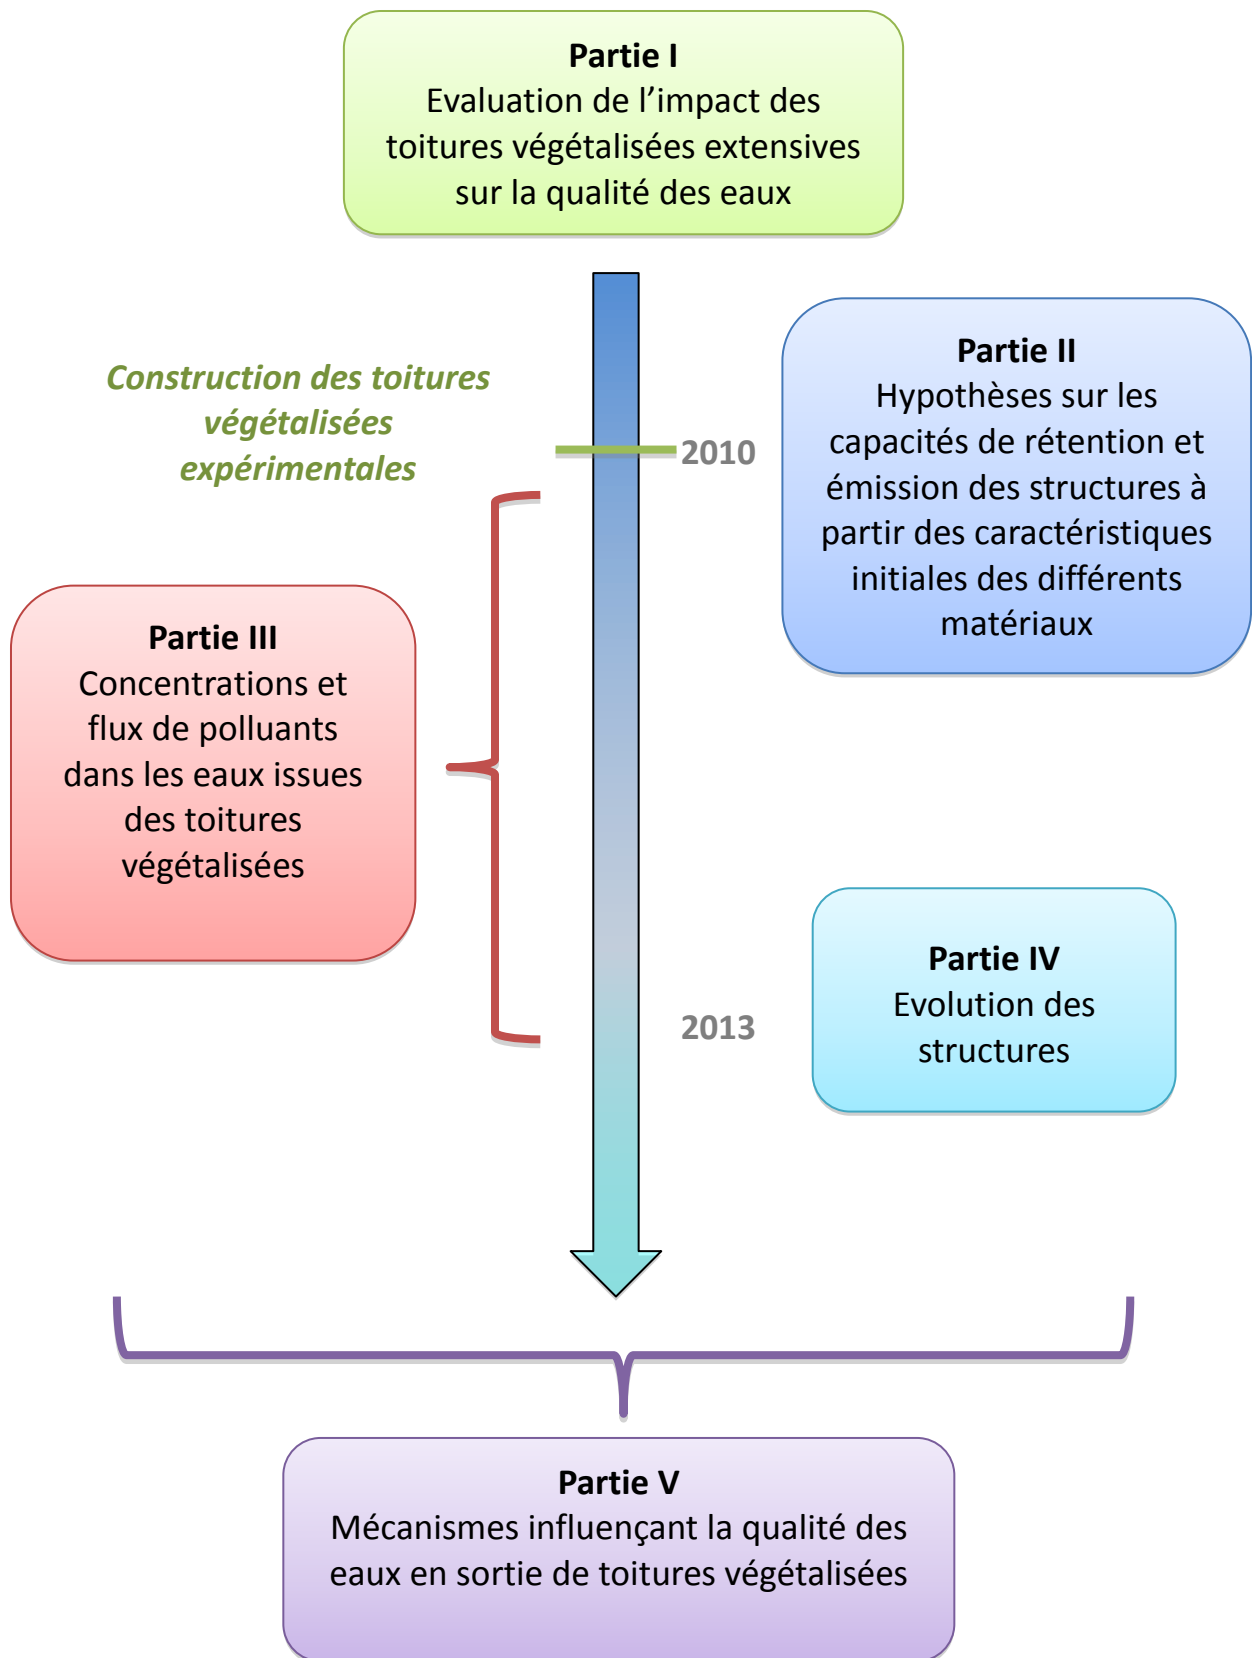 Partie I
Evaluation de l’impact des
toitures végétalisées extensives
sur la qualité des eaux
Construction des toitures
végétalisées
expérimentales
2010
Partie II
Hypothèses sur les
capacités de rétention et
émission des structures à
partir des caractéristiques
initiales des différents
matériaux
Partie III
Concentrations et
flux de polluants
dans les eaux issues
des toitures
végétalisées
2013
Partie IV
Evolution des
structures
Partie V
Mécanismes influençant la qualité des
eaux en sortie de toitures végétalisées